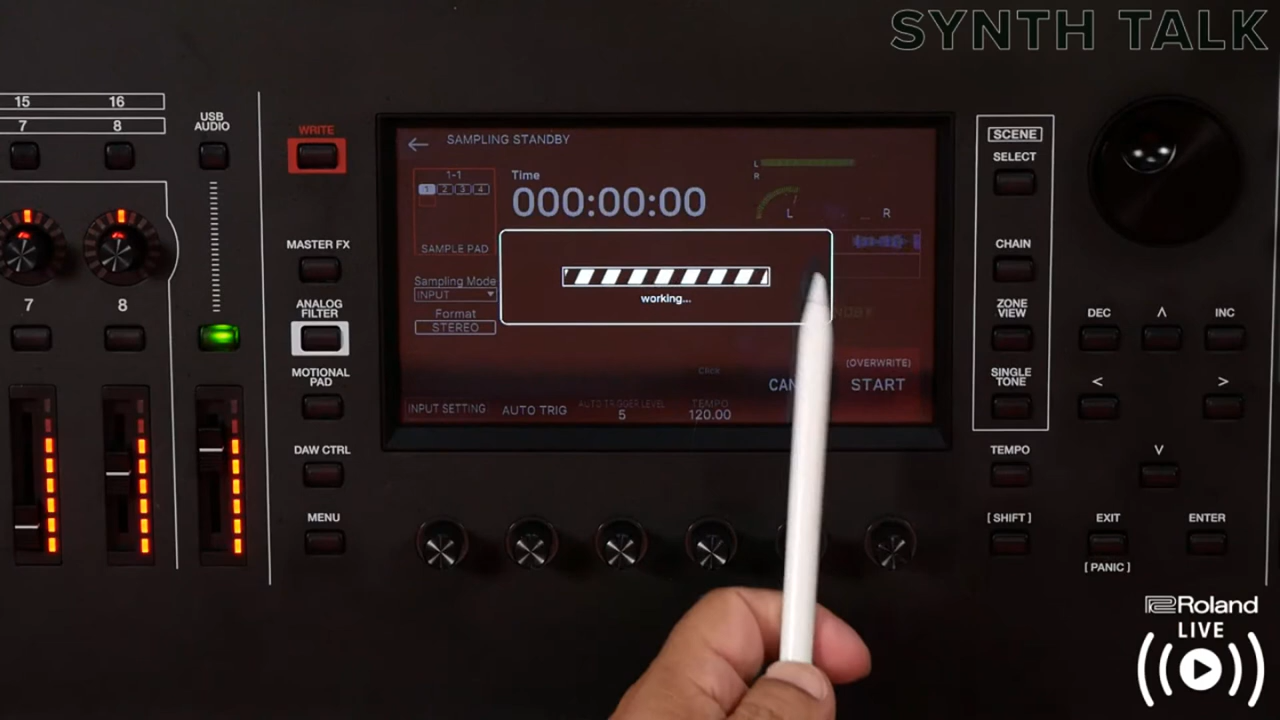 SYNTH TALK
15 16
7 8
USB
AUDIO
WRITE
MASTER FX
ANALOG
FILTER
MOTIONAL
PAD
DAW CTRL
MENU
7 8
← SAMPLING STANDBY
1-1
1 2 3 4
SAMPLE PAD
Time
000:00:00
L
R
L R
Sampling Mode
INPUT
Format
STEREO
working...
(OVERWRITE)
START
Click
INPUT SETTING
AUTO TRIG
AUTO TRIGGER LEVEL
5
TEMPO
120.00
SCENE
SELECT
CHAIN
ZONE
VIEW
SINGLE
TONE
TEMPO
[SHIFT]
DEC ∧ INC
< >
∨
EXIT
ENTER
[PANIC]
Roland
LIVE